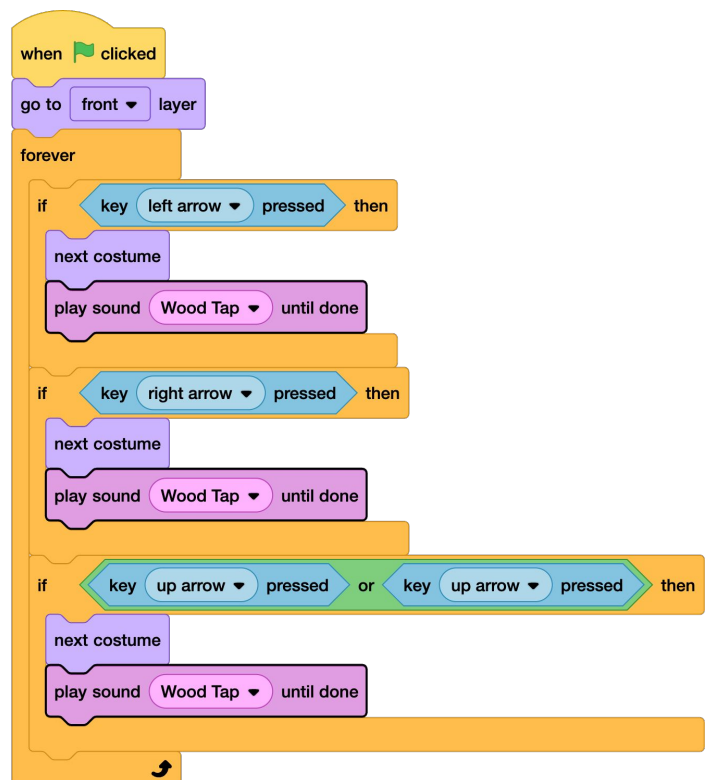 when clicked
go to front layer
forever
if key left arrow pressed then
next costume
play sound Wood Tap until done
if key right arrow pressed then
next costume
play sound Wood Tap until done
if key up arrow pressed or key up arrow pressed then
next costume
play sound Wood Tap until done